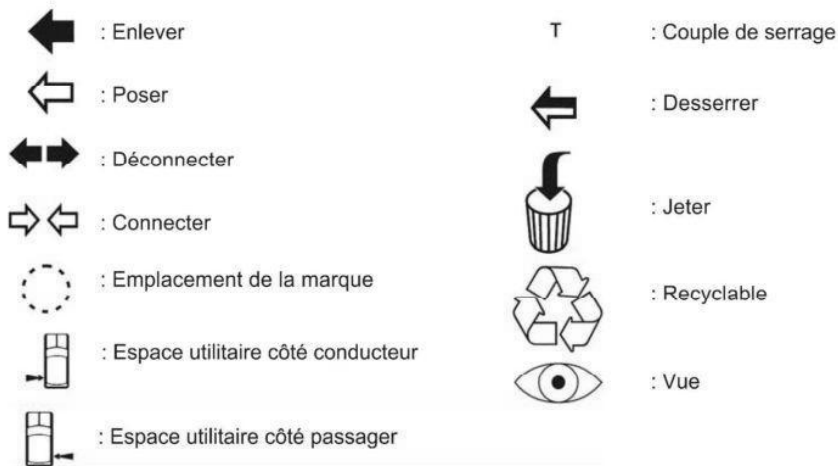 : Enlever
: Poser
: Déconnecter
: Connecter
: Emplacement de la marque
: Espace utilitaire côté conducteur
: Espace utilitaire côté passager
T : Couple de serrage
: Desserrer
: Jeter
: Recyclable
: Vue